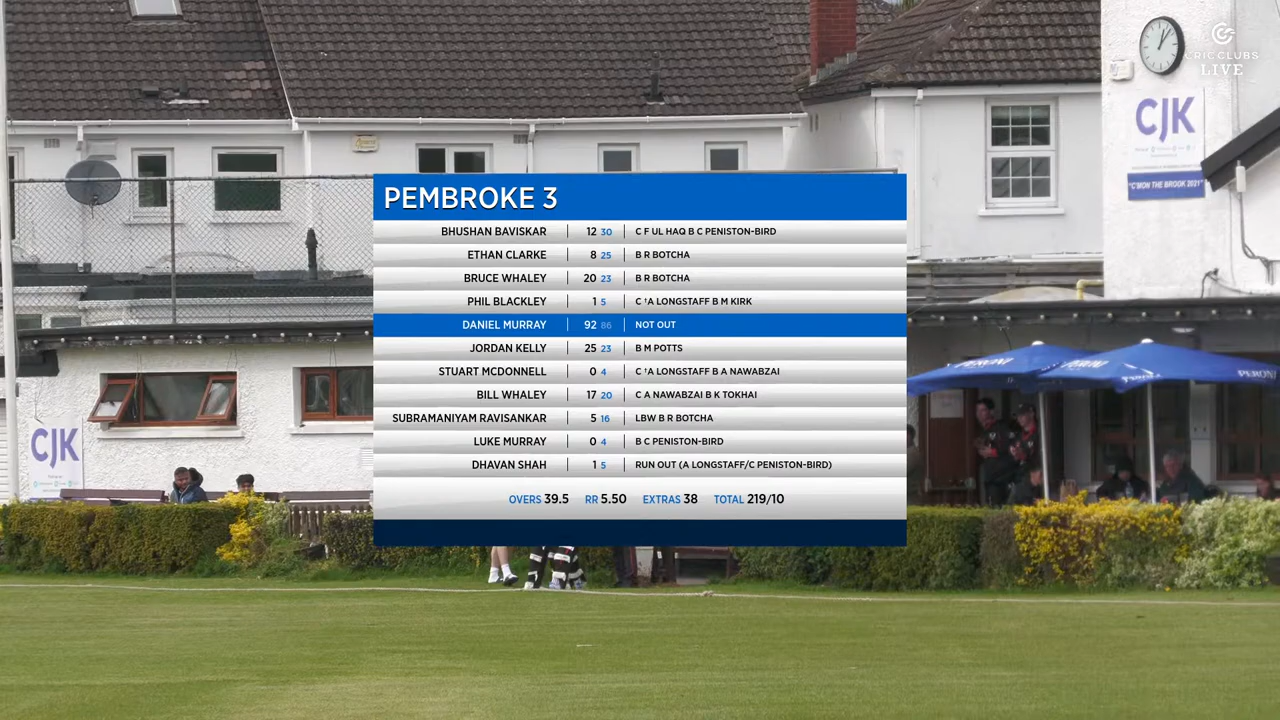 CRICCLUBS
LIVE
CJK
"C'MON THE BROOK 2021"
PEMBROKE 3
BHUSHAN BAVISKAR 12 30 C F UL HAQ B C PENISTON-BIRD
ETHAN CLARKE 8 25 B R BOTCHA
BRUCE WHALEY 20 23 B R BOTCHA
PHIL BLACKLEY 1 5 C †A LONGSTAFF B M KIRK
DANIEL MURRAY 92 86 NOT OUT
JORDAN KELLY 25 23 B M POTTS
STUART MCDONNELL 0 4 C †A LONGSTAFF B A NAWABZAI
BILL WHALEY 17 20 C A NAWABZAI B K TOKHAI
SUBRAMANIYAM RAVISANKAR 5 16 LBW B R BOTCHA
LUKE MURRAY 0 4 B C PENISTON-BIRD
DHAVAN SHAH 1 5 RUN OUT (A LONGSTAFF/C PENISTON-BIRD)
OVERS 39.5 RR 5.50 EXTRAS 38 TOTAL 219/10
PERONI
CJK